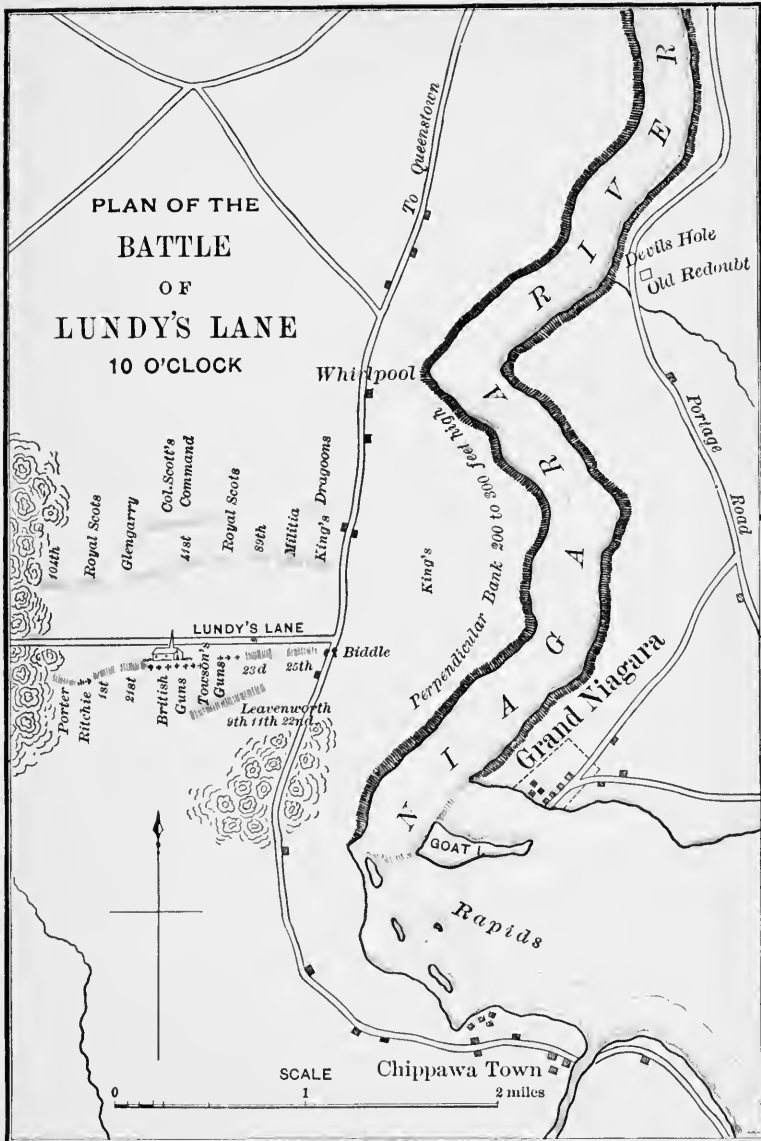 PLAN OF THE
BATTLE
OF
LUNDY'S LANE
10 O'CLOCK
To Queenstown
NIAGARA RIVER
Devils Hole
Old Redoubt
Whirlpool
Portage Road
Perpendicular Bank 200 to 300 feet high
104th
Royal Scots
Glengarry
Col.Scott's
Command
41st
Royal Scots
89th
Militia
King's Dragoons
King's
LUNDY'S LANE
Biddle
Porter
Ritchie
1st
21st
British
Guns
Towson's
Guns
23d
25th
Leavenworth
9th 11th 22nd
Grand Niagara
GOAT I.
Rapids
Chippawa Town
SCALE
0 1 2 miles